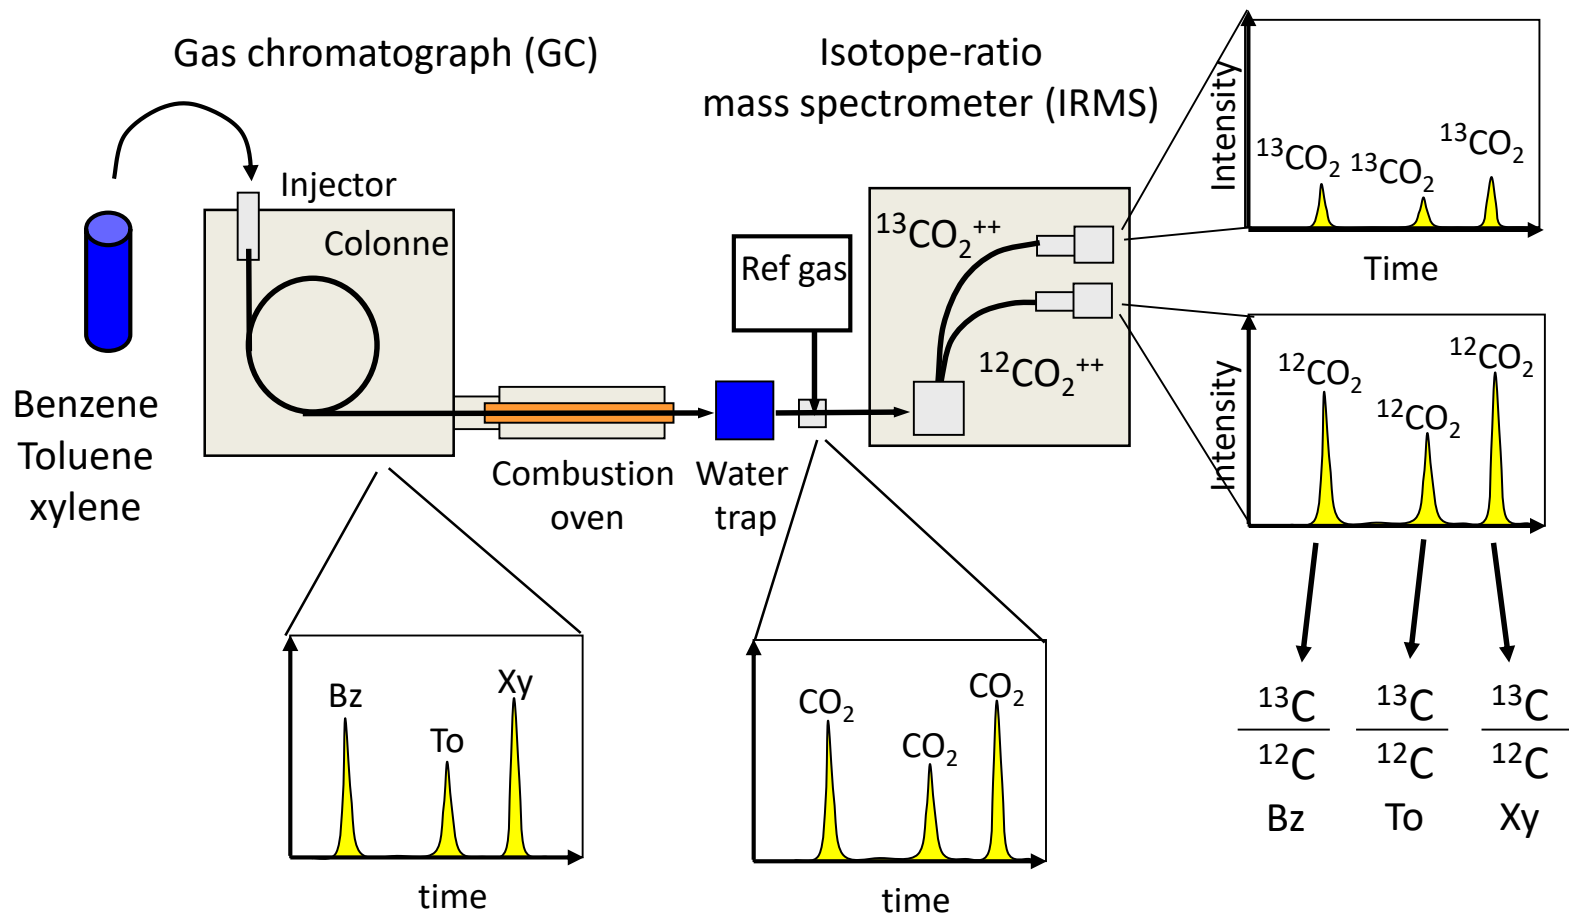 Gas chromatograph (GC)
Isotope-ratio
mass spectrometer (IRMS)
Injector
Colonne
Benzene
Toluene
xylene
Combustion
oven
Water
trap
Ref gas
¹³CO₂⁺⁺
¹²CO₂⁺⁺
Intensity
¹³CO₂
¹³CO₂
¹³CO₂
Time
Intensity
¹²CO₂
¹²CO₂
¹²CO₂
Bz
To
Xy
time
CO₂
CO₂
CO₂
time
¹³C
¹²C
Bz
¹³C
¹²C
To
¹³C
¹²C
Xy